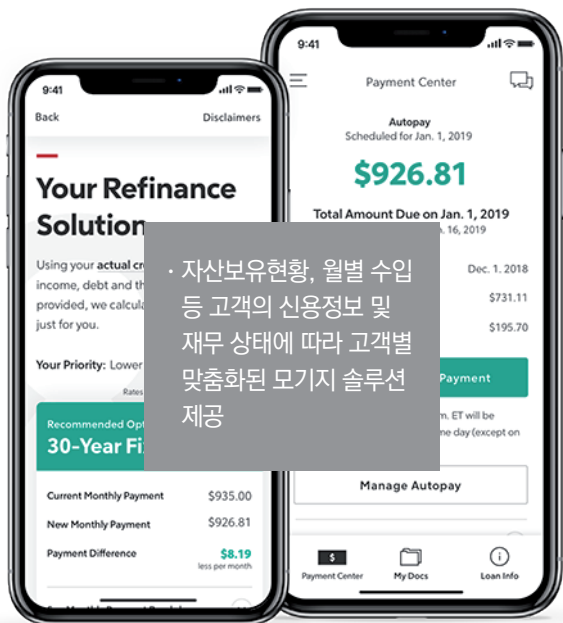 9:41
Back
Disclaimers
Your Refinance
Solution
Using your actual
income, debt and
provided, we
just for you.
Your Priority: Lower
Rates
Recommended
30-Year
Current Monthly Payment $935.00
New Monthly Payment $926.81
Payment Difference $8.19
less per month
· 자산보유현황, 월별 수입
등 고객의 신용정보 및
재무 상태에 따라 고객별
맞춤화된 모기지 솔루션
제공
9:41
Payment Center
Autopay
Scheduled for Jan. 1, 2019
$926.81
Total Amount Due on Jan. 1, 2019
16, 2019
Dec. 1. 2018
$731.11
$195.70
Payment
ET will be
day (except on
Manage Autopay
$
Payment Center
My Docs
Loan Info